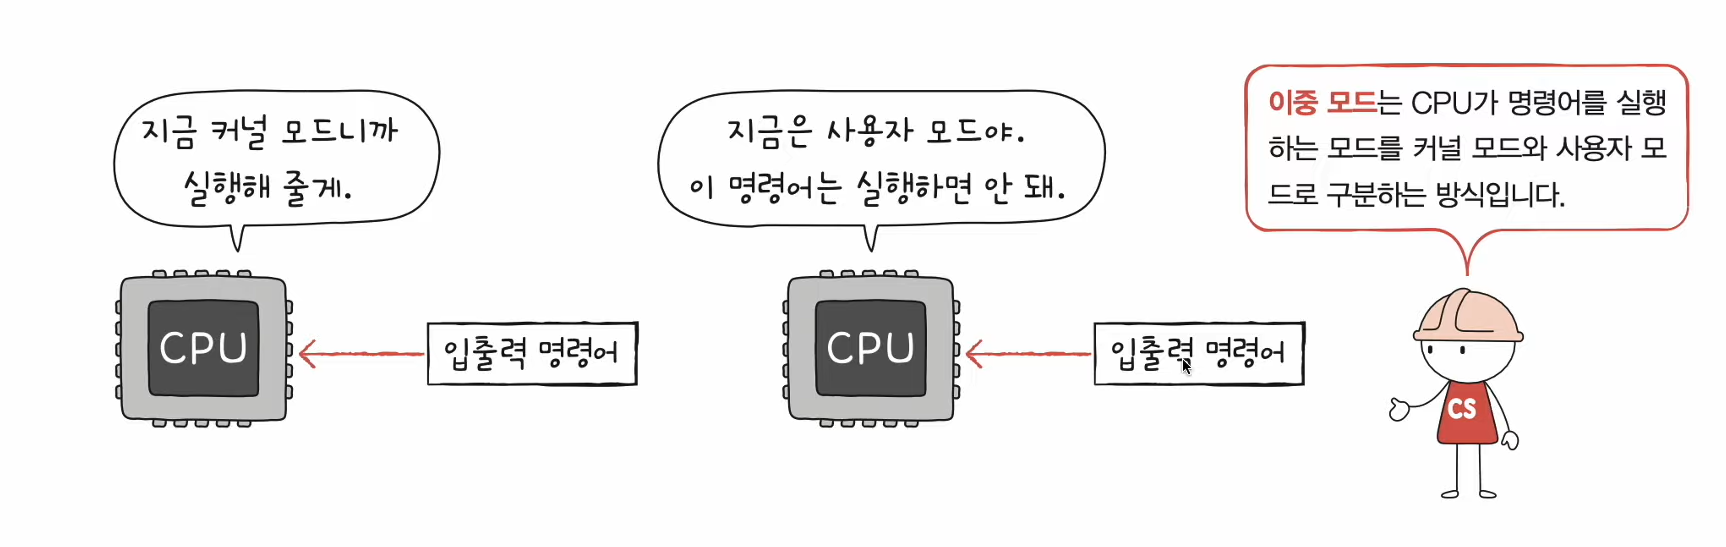 지금 커널 모드니까
실행해 줄게.
CPU
입출력 명령어
지금은 사용자 모드야.
이 명령어는 실행하면 안 돼.
CPU
입출력 명령어
이중 모드는 CPU가 명령어를 실행
하는 모드를 커널 모드와 사용자 모
드로 구분하는 방식입니다.
CS